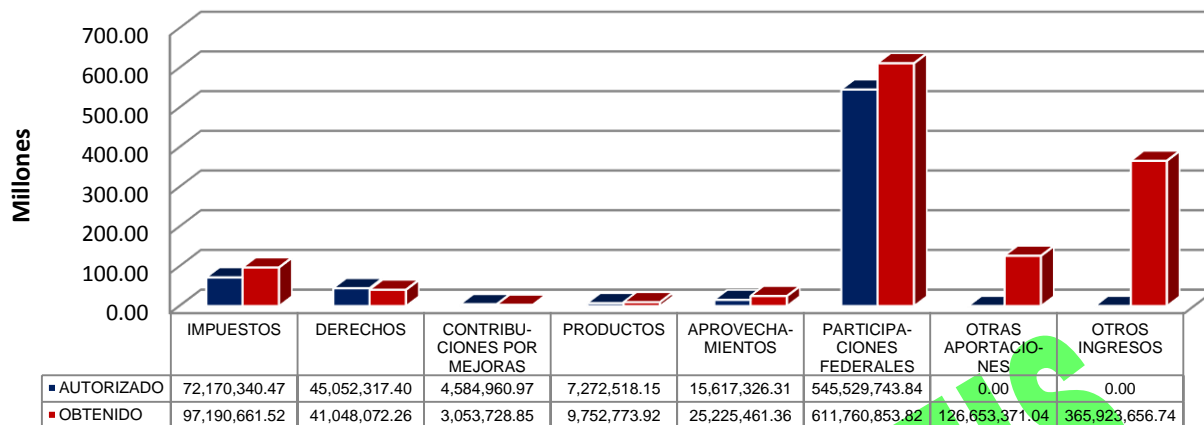 700.00
600.00
500.00
400.00
300.00
200.00
100.00
0.00
Millones
IMPUESTOS DERECHOS CONTRIBU-CIONES POR MEJORAS PRODUCTOS APROVECHA-MIENTOS PARTICIPA-CIONES FEDERALES OTRAS APORTACIO-NES OTROS INGRESOS
AUTORIZADO 72,170,340.47 45,052,317.40 4,584,960.97 7,272,518.15 15,617,326.31 545,529,743.84 0.00 0.00
OBTENIDO 97,190,661.52 41,048,072.26 3,053,728.85 9,752,773.92 25,225,461.36 611,760,853.82 126,653,371.04 365,923,656.74